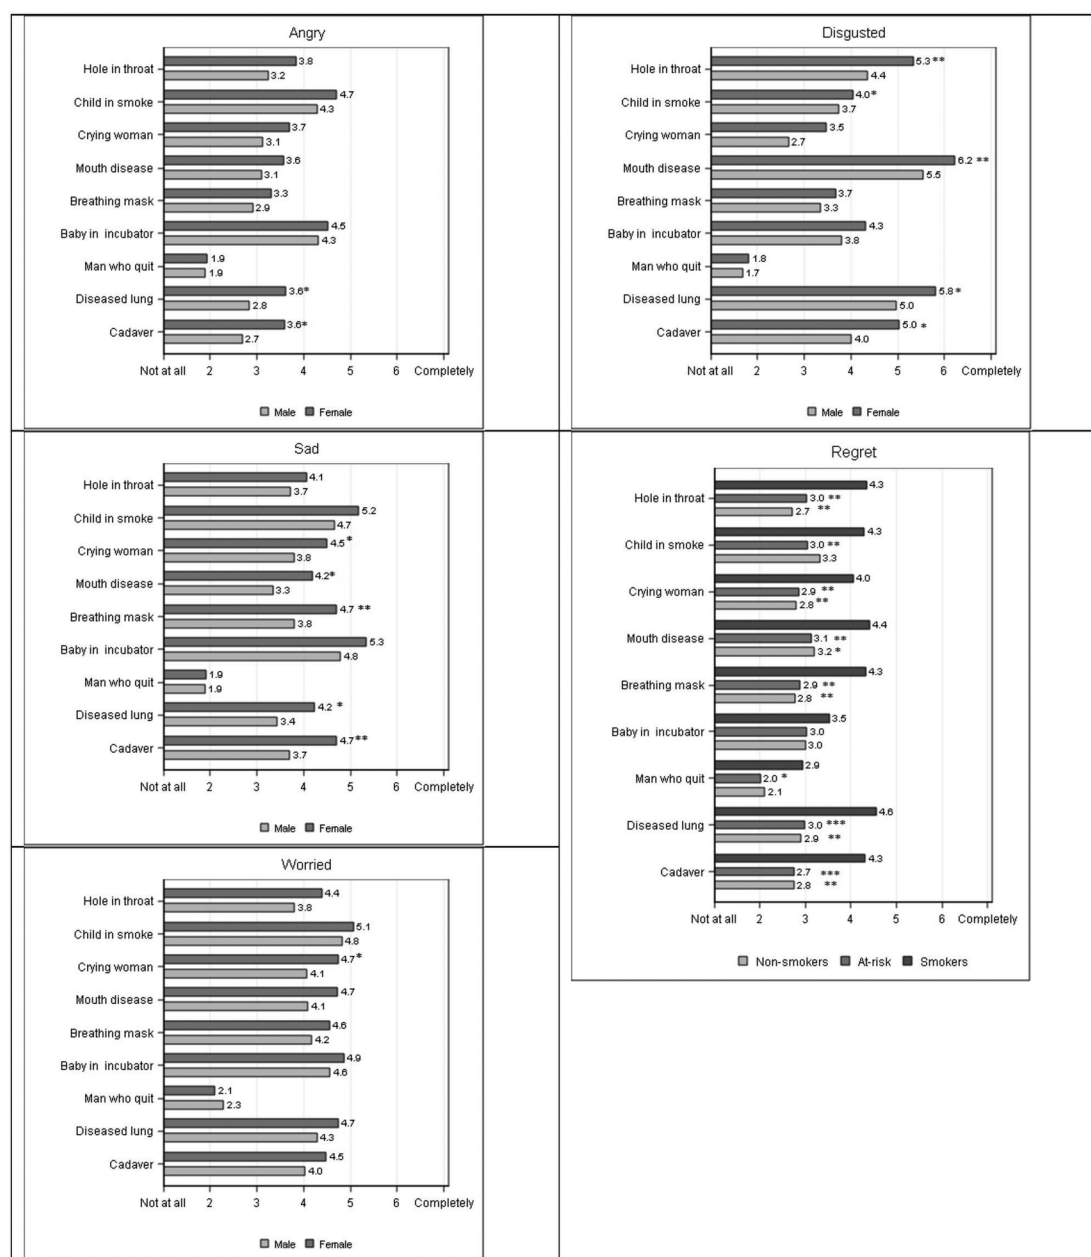 Angry
Hole in throat 3.8
3.2
Child in smoke 4.7
4.3
Crying woman 3.7
3.1
Mouth disease 3.6
3.1
Breathing mask 3.3
2.9
Baby in incubator 4.5
4.3
Man who quit 1.9
1.9
Diseased lung 3.6*
2.8
Cadaver 3.6*
2.7
Not at all 2 3 4 5 6 Completely
Male Female
Disgusted
Hole in throat 5.3 **
4.4
Child in smoke 4.0 *
3.7
Crying woman 3.5
2.7
Mouth disease 6.2 **
5.5
Breathing mask 3.7
3.3
Baby in incubator 4.3
3.8
Man who quit 1.8
1.7
Diseased lung 5.8 *
5.0
Cadaver 5.0 *
4.0
Not at all 2 3 4 5 6 Completely
Male Female
Sad
Hole in throat 4.1
3.7
Child in smoke 5.2
4.7
Crying woman 4.5 *
3.8
Mouth disease 4.2*
3.3
Breathing mask 4.7 **
3.8
Baby in incubator 5.3
4.8
Man who quit 1.9
1.9
Diseased lung 4.2 *
3.4
Cadaver 4.7**
3.7
Not at all 2 3 4 5 6 Completely
Male Female
Regret
4.3
Hole in throat 3.0 **
2.7 **
4.3
Child in smoke 3.0 **
3.3
4.0
Crying woman 2.9 **
2.8 **
4.4
Mouth disease 3.1 **
3.2 *
4.3
Breathing mask 2.9 **
2.8 **
3.5
Baby in incubator 3.0
3.0
2.9
Man who quit 2.0 *
2.1
4.6
Diseased lung 3.0 ***
2.9 **
4.3
Cadaver 2.7 ***
2.8 **
Not at all 2 3 4 5 6 Completely
Non-smokers At-risk Smokers
Worried
Hole in throat 4.4
3.8
Child in smoke 5.1
4.8
Crying woman 4.7*
4.1
Mouth disease 4.7
4.1
Breathing mask 4.6
4.2
Baby in incubator 4.9
4.6
Man who quit 2.1
2.3
Diseased lung 4.7
4.3
Cadaver 4.5
4.0
Not at all 2 3 4 5 6 Completely
Male Female